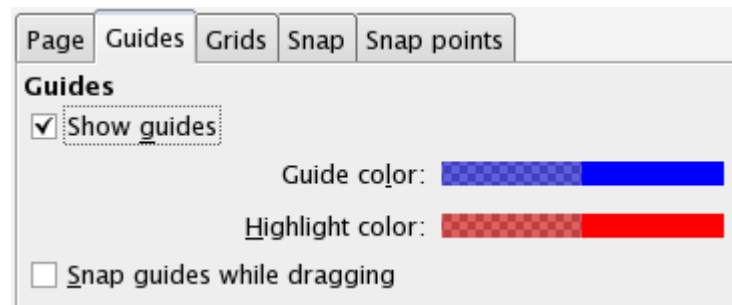 Page Guides Grids Snap Snap points
Guides
Show guides
Guide color:
Highlight color:
Snap guides while dragging